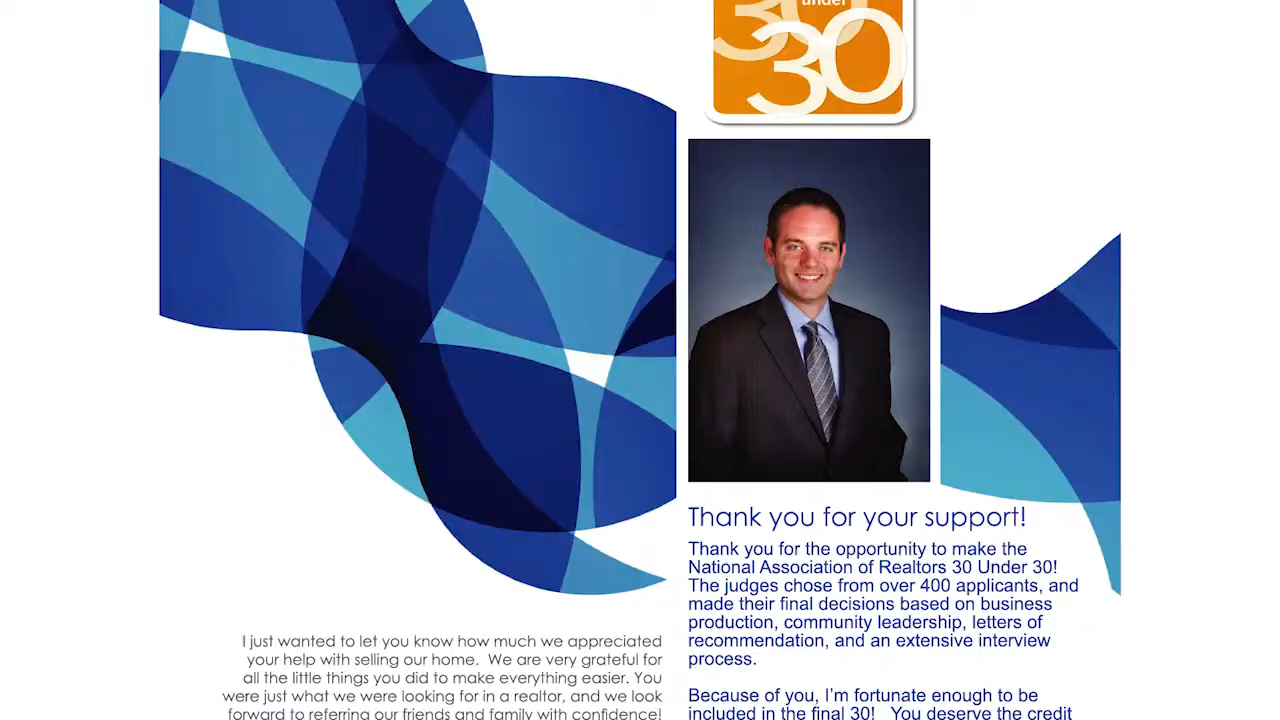 under
30
30
Thank you for your support!
Thank you for the opportunity to make the
National Association of Realtors 30 Under 30!
The judges chose from over 400 applicants, and
made their final decisions based on business
production, community leadership, letters of
recommendation, and an extensive interview
process.
Because of you, I'm fortunate enough to be
included in the final 30!   You deserve the credit
I just wanted to let you know how much we appreciated
your help with selling our home.  We are very grateful for
all the little things you did to make everything easier. You
were just what we were looking for in a realtor, and we look
forward to referring our friends and family with confidence!